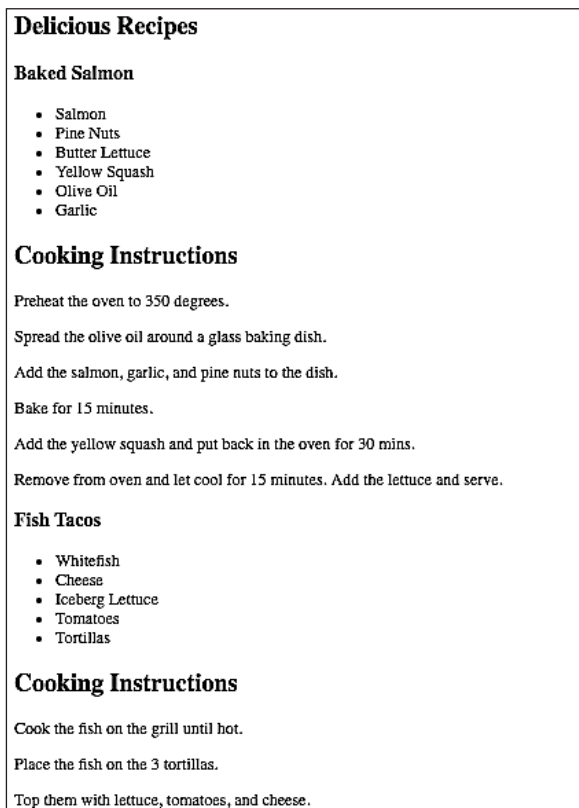 Delicious Recipes
Baked Salmon
• Salmon
• Pine Nuts
• Butter Lettuce
• Yellow Squash
• Olive Oil
• Garlic
Cooking Instructions
Preheat the oven to 350 degrees.
Spread the olive oil around a glass baking dish.
Add the salmon, garlic, and pine nuts to the dish.
Bake for 15 minutes.
Add the yellow squash and put back in the oven for 30 mins.
Remove from oven and let cool for 15 minutes. Add the lettuce and serve.
Fish Tacos
• Whitefish
• Cheese
• Iceberg Lettuce
• Tomatoes
• Tortillas
Cooking Instructions
Cook the fish on the grill until hot.
Place the fish on the 3 tortillas.
Top them with lettuce, tomatoes, and cheese.